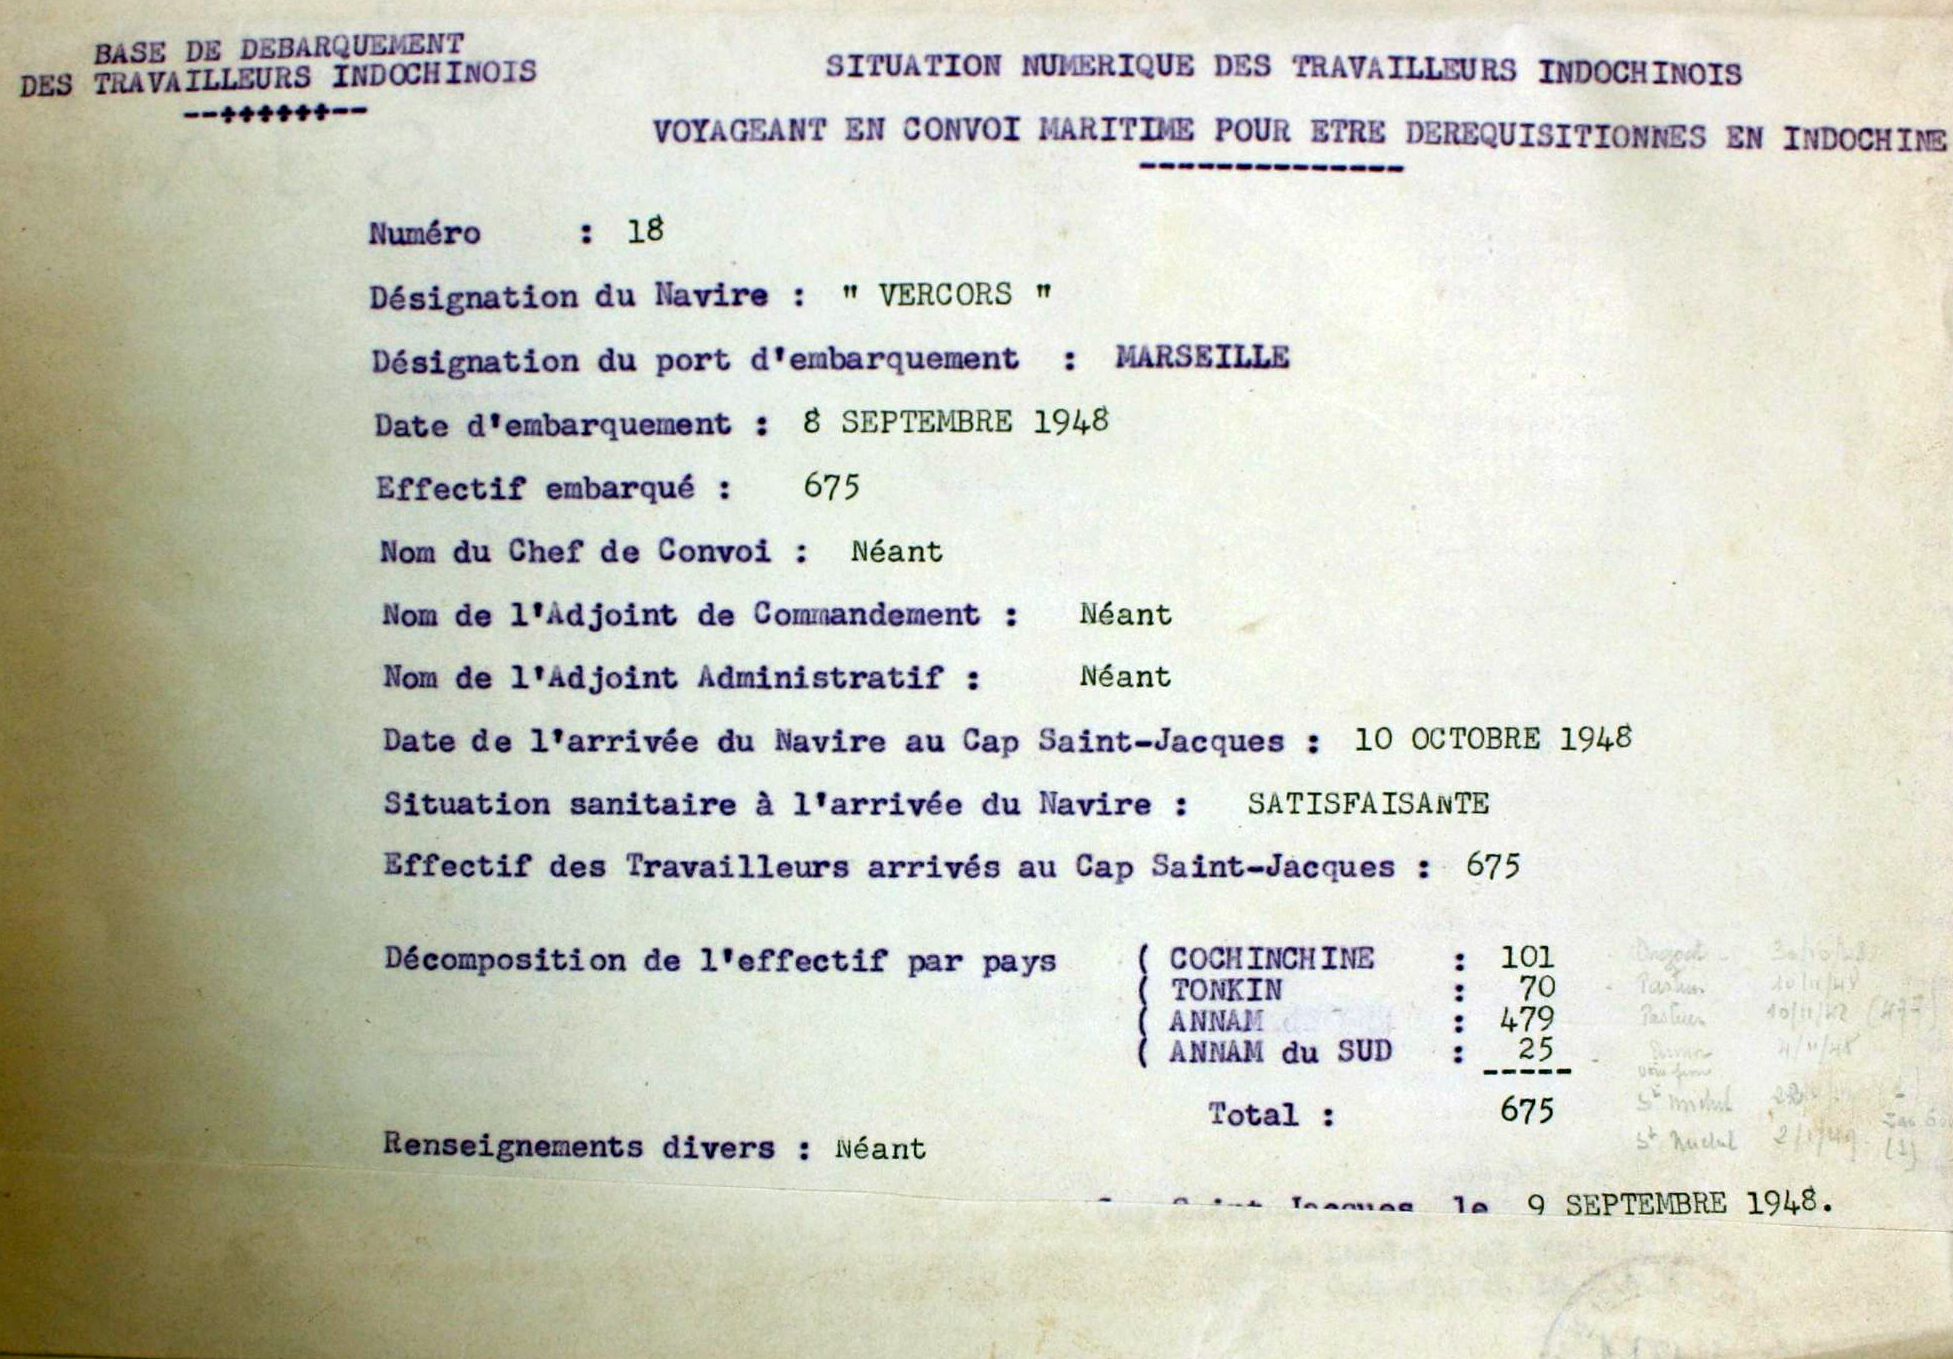 BASE DE DEBARQUEMENT
DES TRAVAILLEURS INDOCHINOIS
--++++++--
SITUATION NUMERIQUE DES TRAVAILLEURS INDOCHINOIS
VOYAGEANT EN CONVOI MARITIME POUR ETRE DEREQUISITIONNES EN INDOCHINE
--------------
Numéro : 18
Désignation du Navire : " VERCORS "
Désignation du port d'embarquement : MARSEILLE
Date d'embarquement : 8 SEPTEMBRE 1948
Effectif embarqué : 675
Nom du Chef de Convoi : Néant
Nom de l'Adjoint de Commandement : Néant
Nom de l'Adjoint Administratif : Néant
Date de l'arrivée du Navire au Cap Saint-Jacques : 10 OCTOBRE 1948
Situation sanitaire à l'arrivée du Navire : SATISFAISANTE
Effectif des Travailleurs arrivés au Cap Saint-Jacques : 675
Décomposition de l'effectif par pays ( COCHINCHINE : 101
( TONKIN : 70
( ANNAM : 479
( ANNAM du SUD : 25
-----
Total : 675
Renseignements divers : Néant
Saint Jacques le 9 SEPTEMBRE 1948.